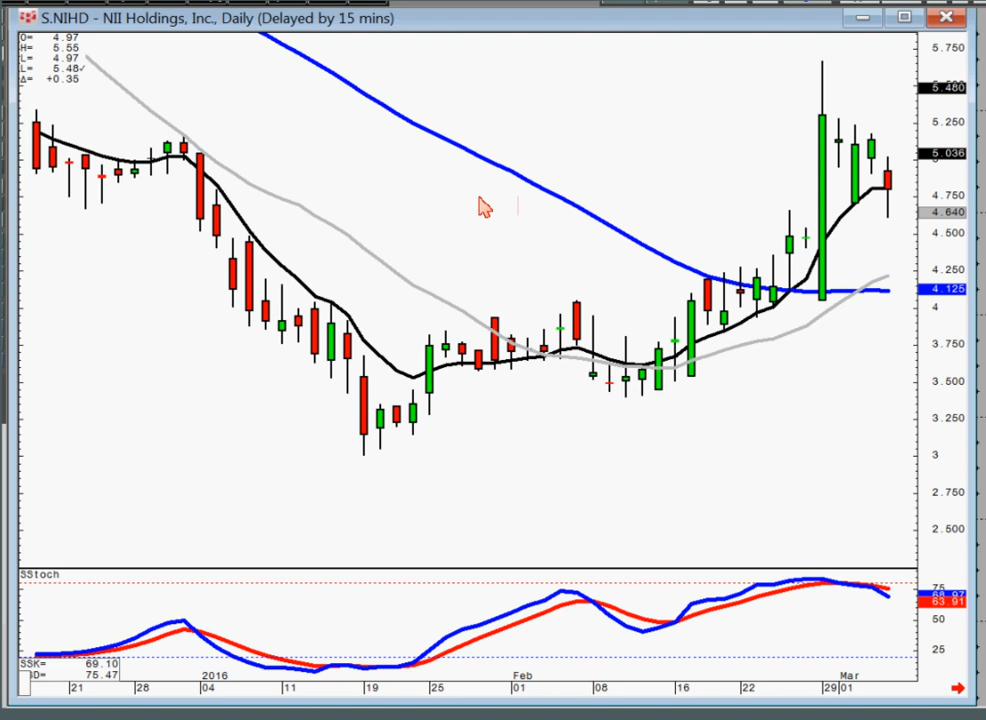 S.NIHD - NII Holdings, Inc., Daily (Delayed by 15 mins)
O= 4.97
H= 5.55
L= 4.97
L= 5.48✓
Δ= +0.35
5.750
5.480
5.250
5.036
4.750
4.640
4.500
4.250
4.125
4
3.750
3.500
3.250
3
2.750
2.500
SStoch
75
63 91
50
25
SSK= 69.10
D= 75.47
2016 Feb Mar
21 28 04 11 19 25 01 08 16 22 29 01